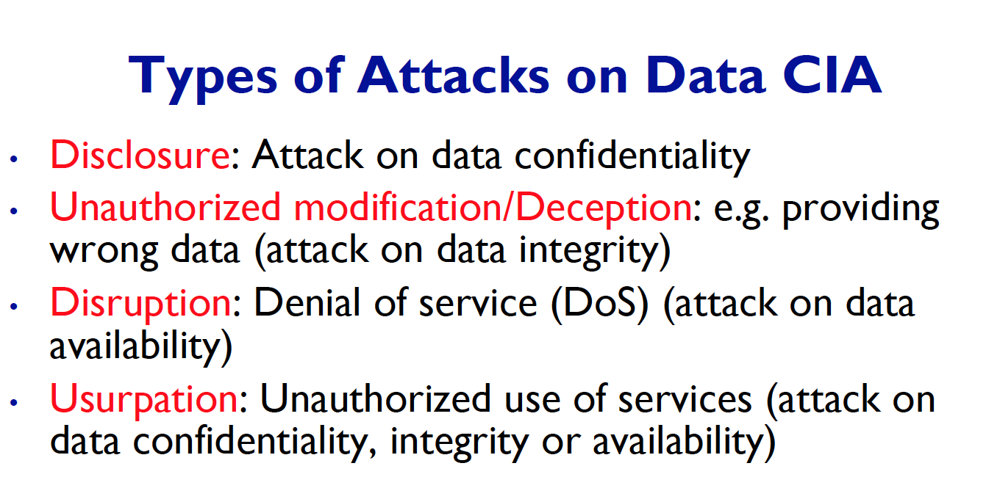 Types of Attacks on Data CIA
• Disclosure: Attack on data confidentiality
• Unauthorized modification/Deception: e.g. providing
wrong data (attack on data integrity)
• Disruption: Denial of service (DoS) (attack on data
availability)
• Usurpation: Unauthorized use of services (attack on
data confidentiality, integrity or availability)